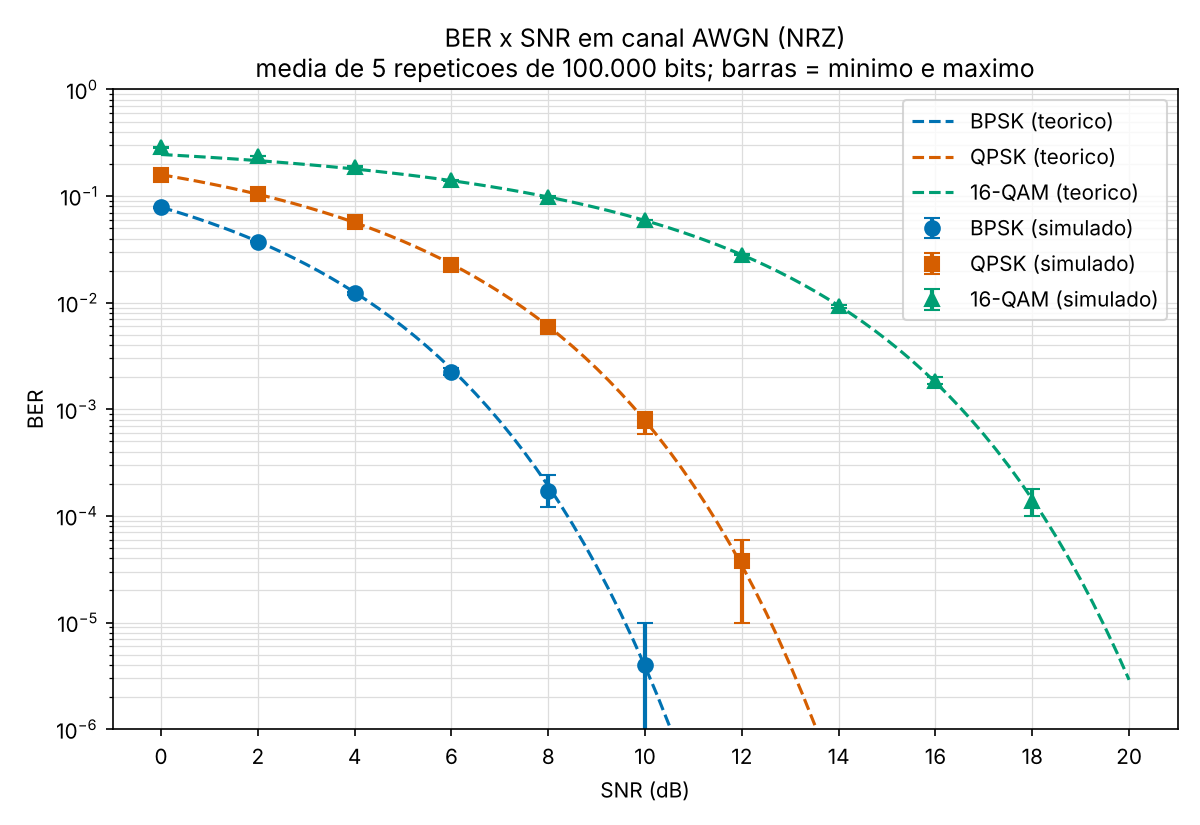 BER x SNR em canal AWGN (NRZ)
media de 5 repeticoes de 100.000 bits; barras = minimo e maximo
BER
10⁰
10⁻¹
10⁻²
10⁻³
10⁻⁴
10⁻⁵
10⁻⁶
BPSK (teorico)
QPSK (teorico)
16-QAM (teorico)
BPSK (simulado)
QPSK (simulado)
16-QAM (simulado)
0 2 4 6 8 10 12 14 16 18 20
SNR (dB)